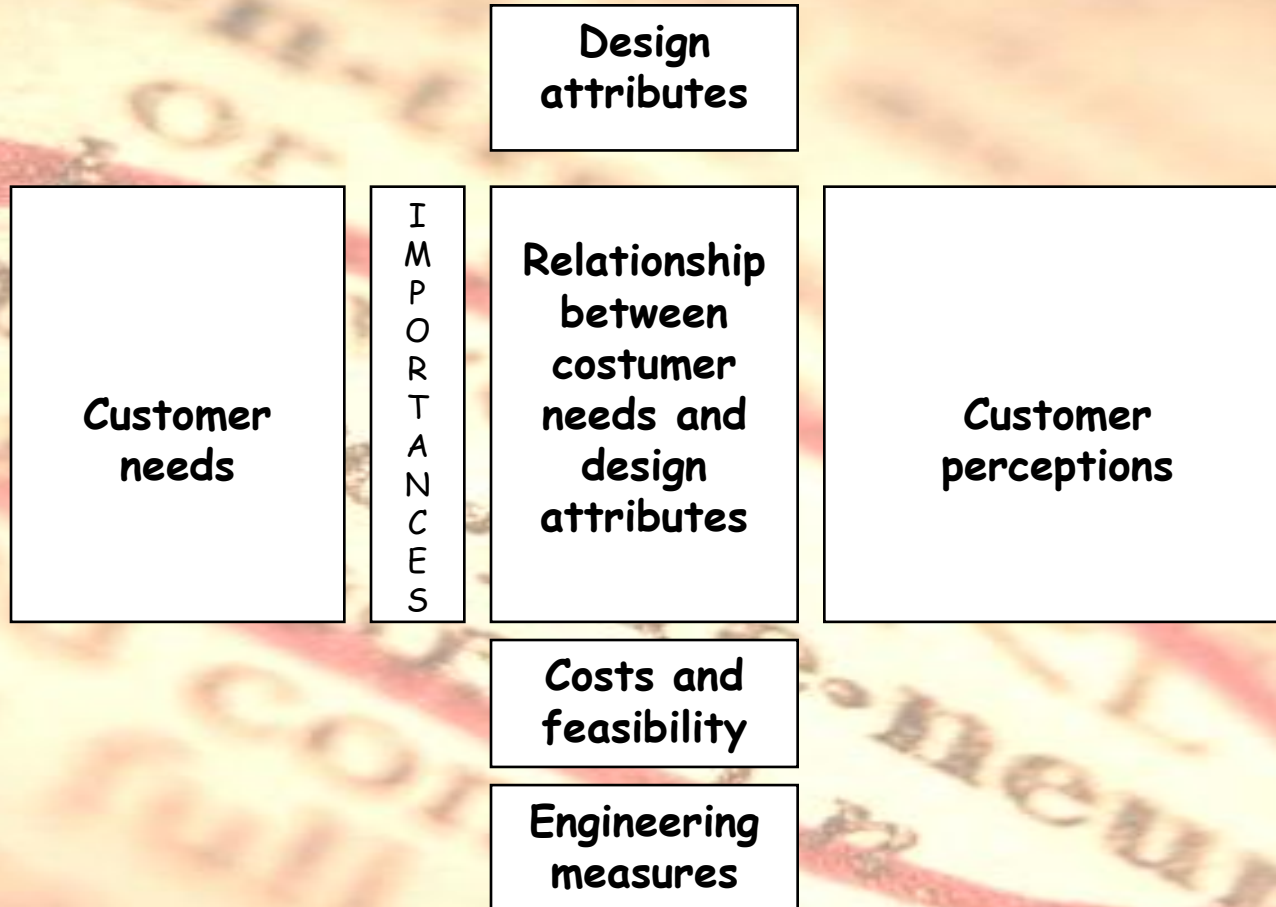 Design
attributes
Customer
needs
I
M
P
O
R
T
A
N
C
E
S
Relationship
between
costumer
needs and
design
attributes
Customer
perceptions
Costs and
feasibility
Engineering
measures